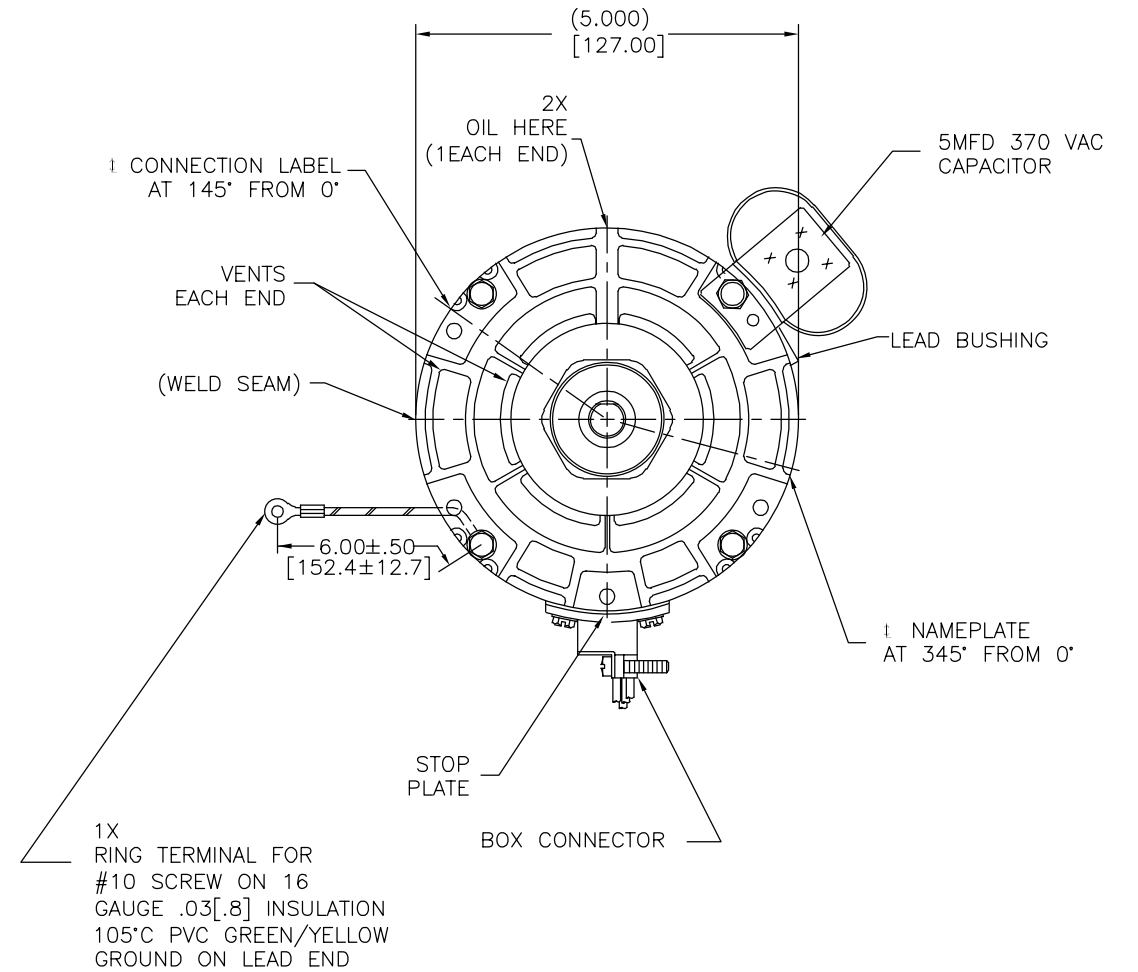 (5.000)
[127.00]
2X
OIL HERE
(1EACH END)
5MFD 370 VAC
CAPACITOR
℄ CONNECTION LABEL
AT 145° FROM 0°
VENTS
EACH END
LEAD BUSHING
(WELD SEAM)
6.00±.50
[152.4±12.7]
℄ NAMEPLATE
AT 345° FROM 0°
STOP
PLATE
BOX CONNECTOR
1X
RING TERMINAL FOR
#10 SCREW ON 16
GAUGE .03[.8] INSULATION
105°C PVC GREEN/YELLOW
GROUND ON LEAD END